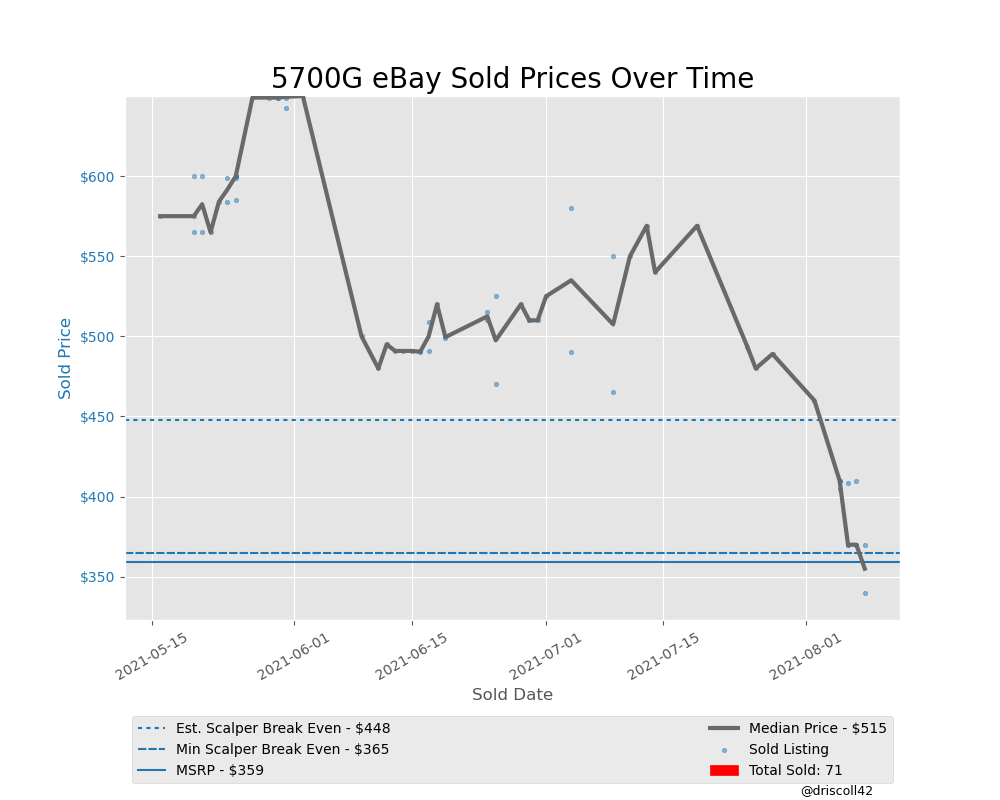 5700G eBay Sold Prices Over Time
$600
$550
$500
$450
$400
$350
Sold Price
2021-05-15
2021-06-01
2021-06-15
2021-07-01
2021-07-15
2021-08-01
Sold Date
Est. Scalper Break Even - $448
Min Scalper Break Even - $365
MSRP - $359
Median Price - $515
Sold Listing
Total Sold: 71
@driscoll42